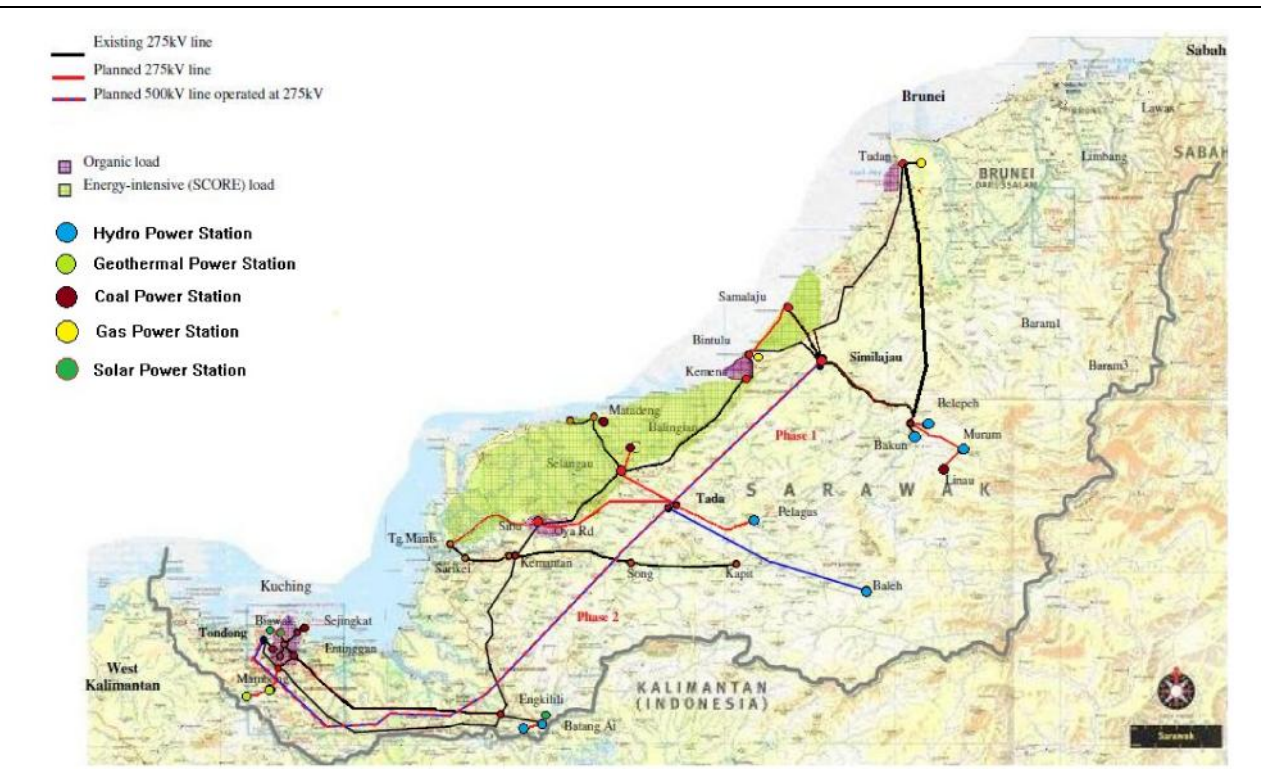 Existing 275kV line
Planned 275kV line
Planned 500kV line operated at 275kV
Organic load
Energy-intensive (SCORE) load
Hydro Power Station
Geothermal Power Station
Coal Power Station
Gas Power Station
Solar Power Station
Sabah
Brunei
Lawas
Tudan
Limbang
SABAH
BRUNEI
DARUSSALAM
Samalaju
Baram1
Bintulu
Similajau
Kemena
Baram3
Belepeh
Matadeng
Balingian
Phase 1
Bakun
Murum
Selangau
Linau
SARAWAK
Tada
Pelagus
Sibu
Oya Rd
Tg.Manis
Sarikei
Kemantan
Song
Kapit
Baleh
Kuching
Phase 2
Biawak
Sejingkat
Tondong
Entinggan
West
Kalimantan
Mambong
KALIMANTAN
(INDONESIA)
Engkilili
Batang Ai
Sarawak